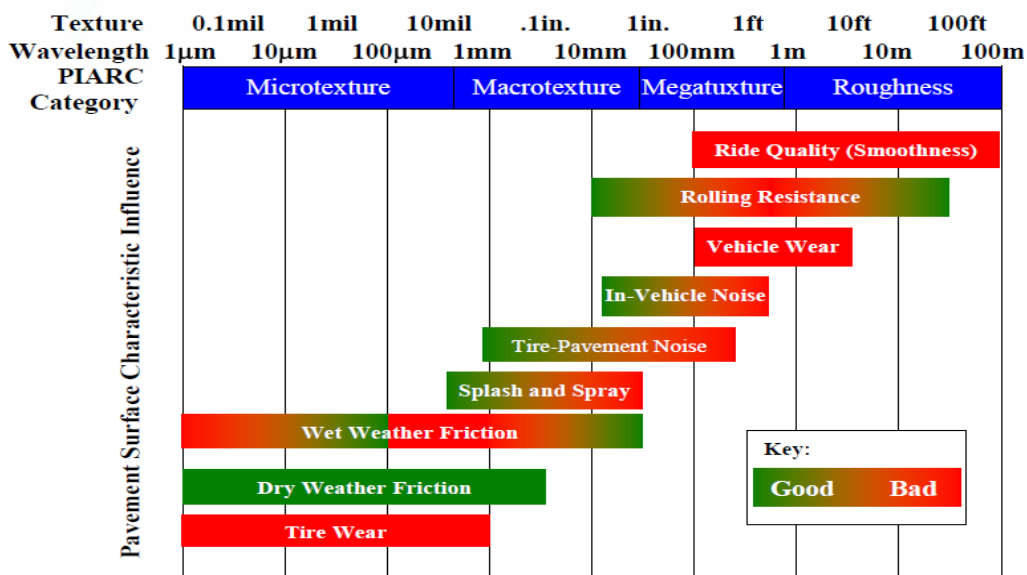 Texture 0.1mil 1mil 10mil .1in. 1in. 1ft 10ft 100ft
Wavelength 1µm 10µm 100µm 1mm 10mm 100mm 1m 10m 100m
PIARC
Category
Microtexture Macrotexture Megatuxture Roughness
Pavement Surface Characteristic Influence
Ride Quality (Smoothness)
Rolling Resistance
Vehicle Wear
In-Vehicle Noise
Tire-Pavement Noise
Splash and Spray
Wet Weather Friction
Dry Weather Friction
Tire Wear
Key:
Good Bad